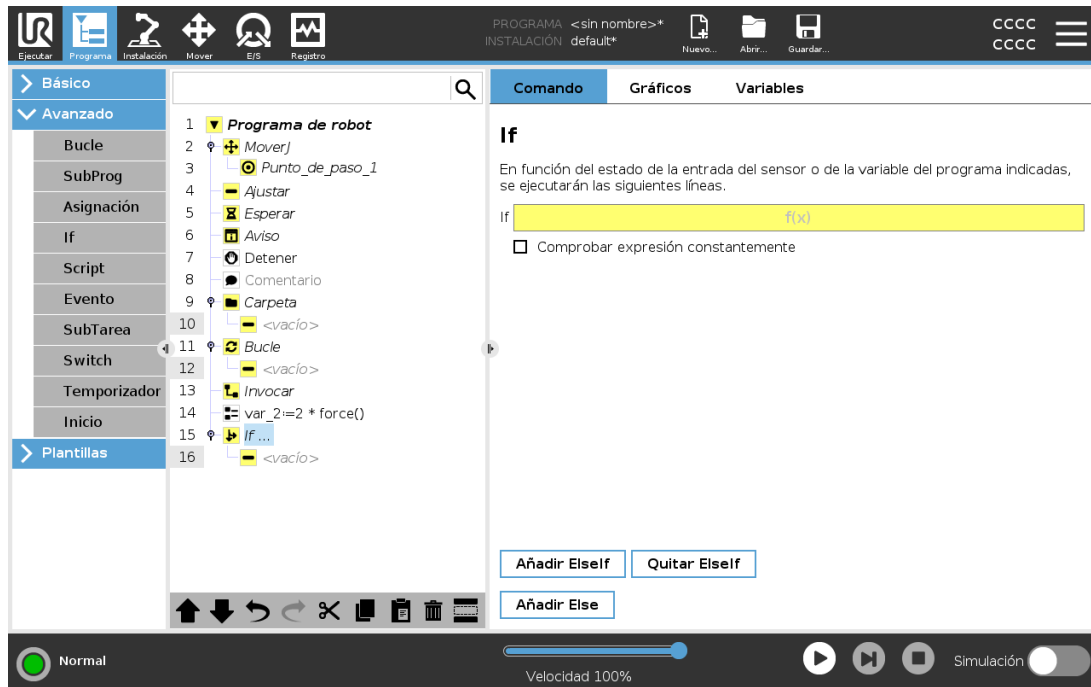 PROGRAMA <sin nombre>*
INSTALACIÓN default*
Ejecutar Programa Instalación Mover E/S Registro
Nuevo... Abrir... Guardar...
CCCC
CCCC
Básico
Avanzado
Bucle
SubProg
Asignación
If
Script
Evento
SubTarea
Switch
Temporizador
Inicio
Plantillas
1 Programa de robot
2 MoverJ
3 Punto_de_paso_1
4 Ajustar
5 Esperar
6 Aviso
7 Detener
8 Comentario
9 Carpeta
10 <vacío>
11 Bucle
12 <vacío>
13 Invocar
14 var_2:=2 * force()
15 If ...
16 <vacío>
Comando Gráficos Variables
If
En función del estado de la entrada del sensor o de la variable del programa indicadas,
se ejecutarán las siguientes líneas.
If f(x)
Comprobar expresión constantemente
Añadir ElseIf Quitar ElseIf
Añadir Else
Normal
Velocidad 100%
Simulación